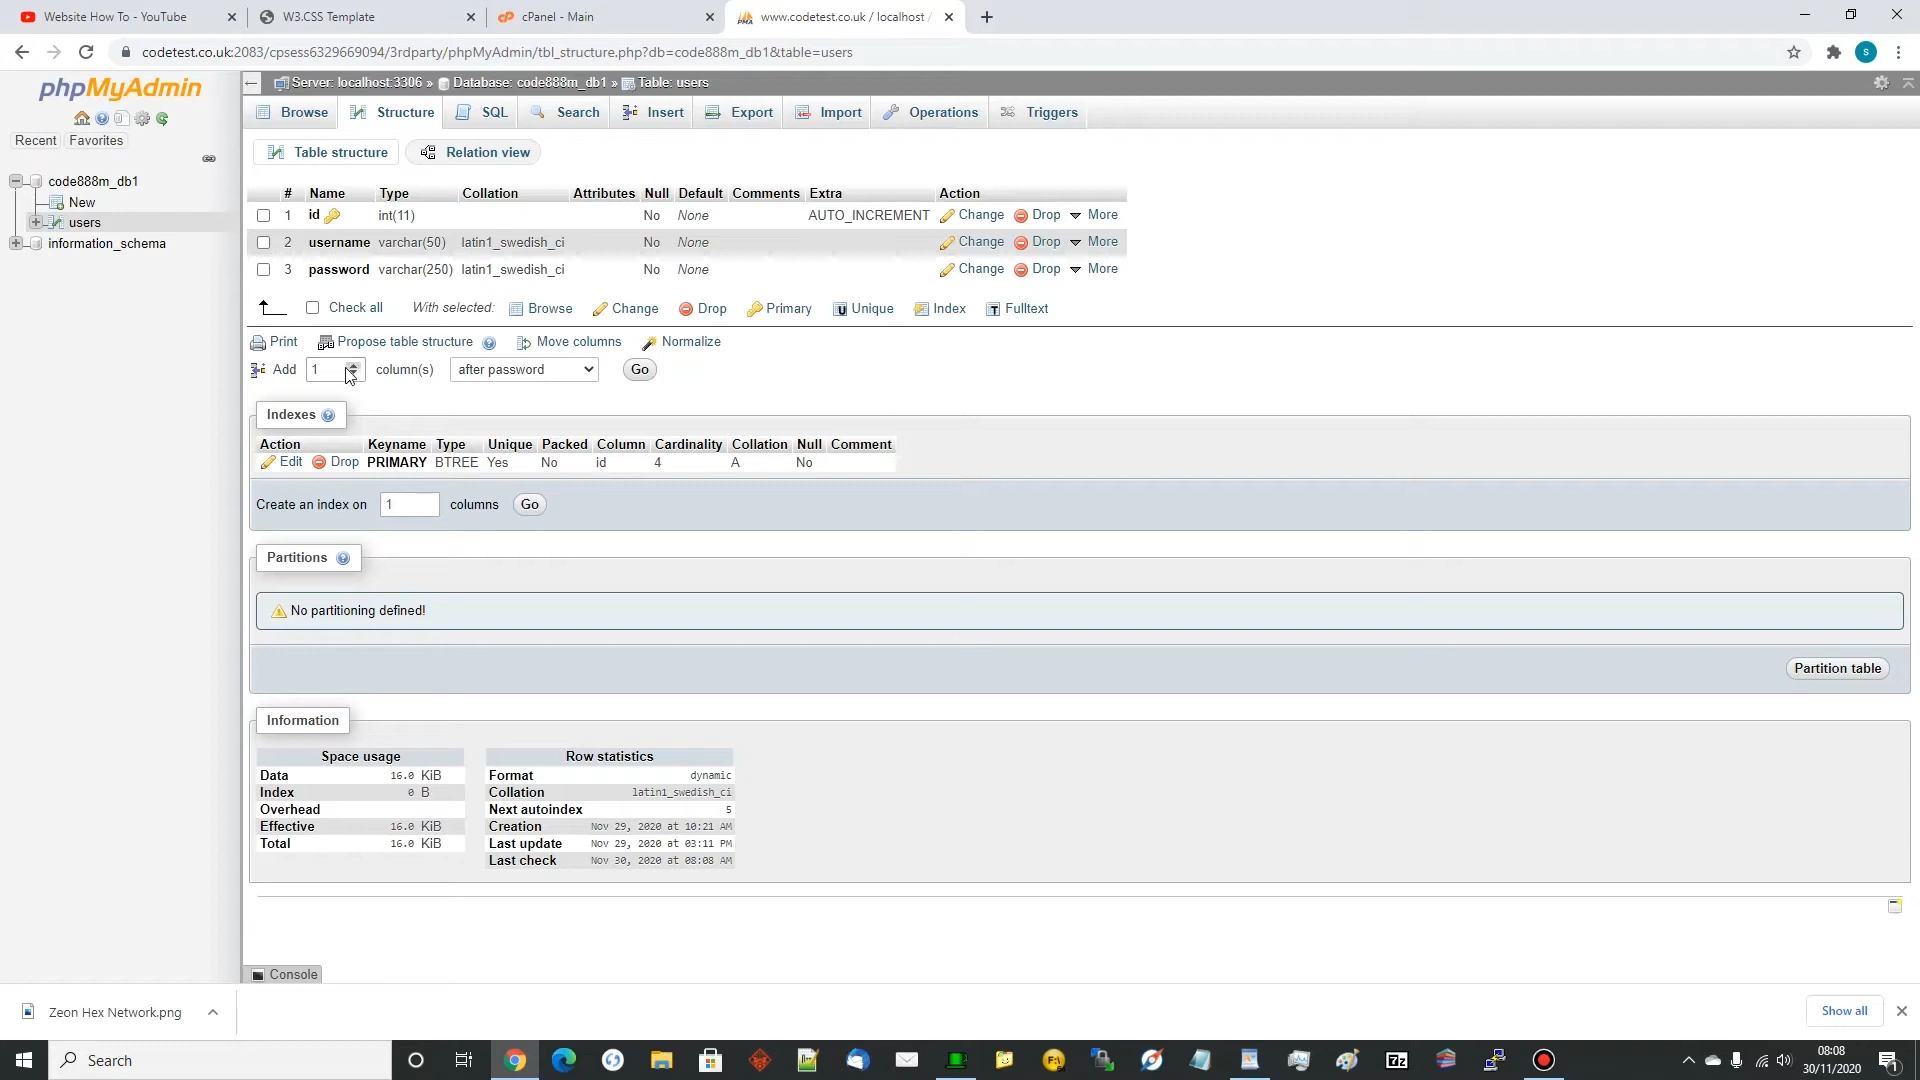 Website How To - YouTube
W3.CSS Template
cPanel - Main
www.codetest.co.uk / localhost /
codetest.co.uk:2083/cpsess6329669094/3rdparty/phpMyAdmin/tbl_structure.php?db=code888m_db1&table=users
s
phpMyAdmin
Recent Favorites
code888m_db1
New
users
information_schema
Server: localhost:3306 » Database: code888m_db1 » Table: users
Browse Structure SQL Search Insert Export Import Operations Triggers
Table structure Relation view
# Name Type Collation Attributes Null Default Comments Extra Action
1 id int(11) No None AUTO_INCREMENT Change Drop More
2 username varchar(50) latin1_swedish_ci No None Change Drop More
3 password varchar(250) latin1_swedish_ci No None Change Drop More
Check all With selected: Browse Change Drop Primary Unique Index Fulltext
Print Propose table structure Move columns Normalize
Add 1 column(s) after password Go
Indexes
Action Keyname Type Unique Packed Column Cardinality Collation Null Comment
Edit Drop PRIMARY BTREE Yes No id 4 A No
Create an index on 1 columns Go
Partitions
No partitioning defined!
Partition table
Information
Space usage
Data 16.0 KiB
Index 0 B
Overhead
Effective 16.0 KiB
Total 16.0 KiB
Row statistics
Format dynamic
Collation latin1_swedish_ci
Next autoindex 5
Creation Nov 29, 2020 at 10:21 AM
Last update Nov 29, 2020 at 03:11 PM
Last check Nov 30, 2020 at 08:08 AM
Console
Zeon Hex Network.png
Show all
Search
7z
08:08
30/11/2020
1